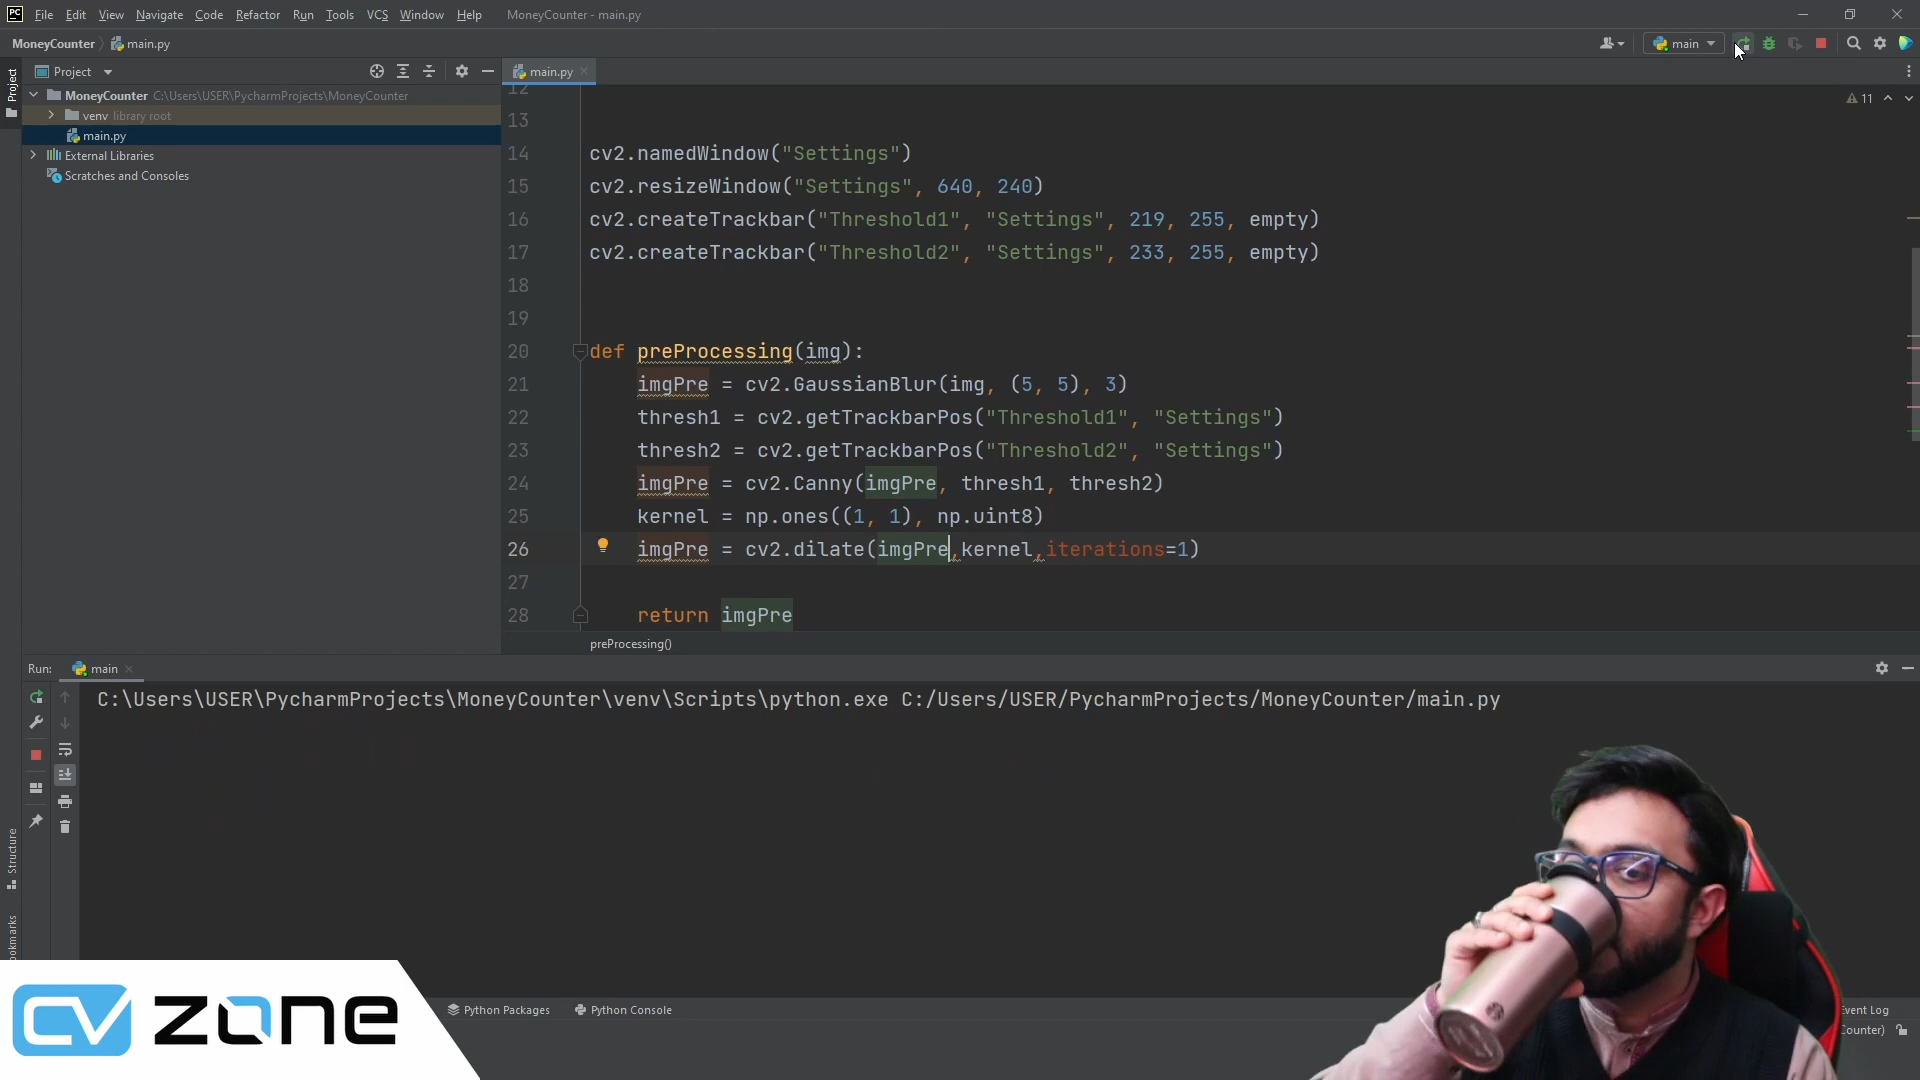 PC File Edit View Navigate Code Refactor Run Tools VCS Window Help MoneyCounter - main.py
MoneyCounter main.py
main
Project
main.py
11
MoneyCounter C:\Users\USER\PycharmProjects\MoneyCounter
venv library root
main.py
External Libraries
Scratches and Consoles
Project
12
13
14 cv2.namedWindow("Settings")
15 cv2.resizeWindow("Settings", 640, 240)
16 cv2.createTrackbar("Threshold1", "Settings", 219, 255, empty)
17 cv2.createTrackbar("Threshold2", "Settings", 233, 255, empty)
18
19
20 def preProcessing(img):
21 imgPre = cv2.GaussianBlur(img, (5, 5), 3)
22 thresh1 = cv2.getTrackbarPos("Threshold1", "Settings")
23 thresh2 = cv2.getTrackbarPos("Threshold2", "Settings")
24 imgPre = cv2.Canny(imgPre, thresh1, thresh2)
25 kernel = np.ones((1, 1), np.uint8)
26 imgPre = cv2.dilate(imgPre,kernel,iterations=1)
27
28 return imgPre
preProcessing()
Run: main
C:\Users\USER\PycharmProjects\MoneyCounter\venv\Scripts\python.exe C:/Users/USER/PycharmProjects/MoneyCounter/main.py
Structure
ookmarks
CV ZONE
Python Packages Python Console
Event Log
Counter)